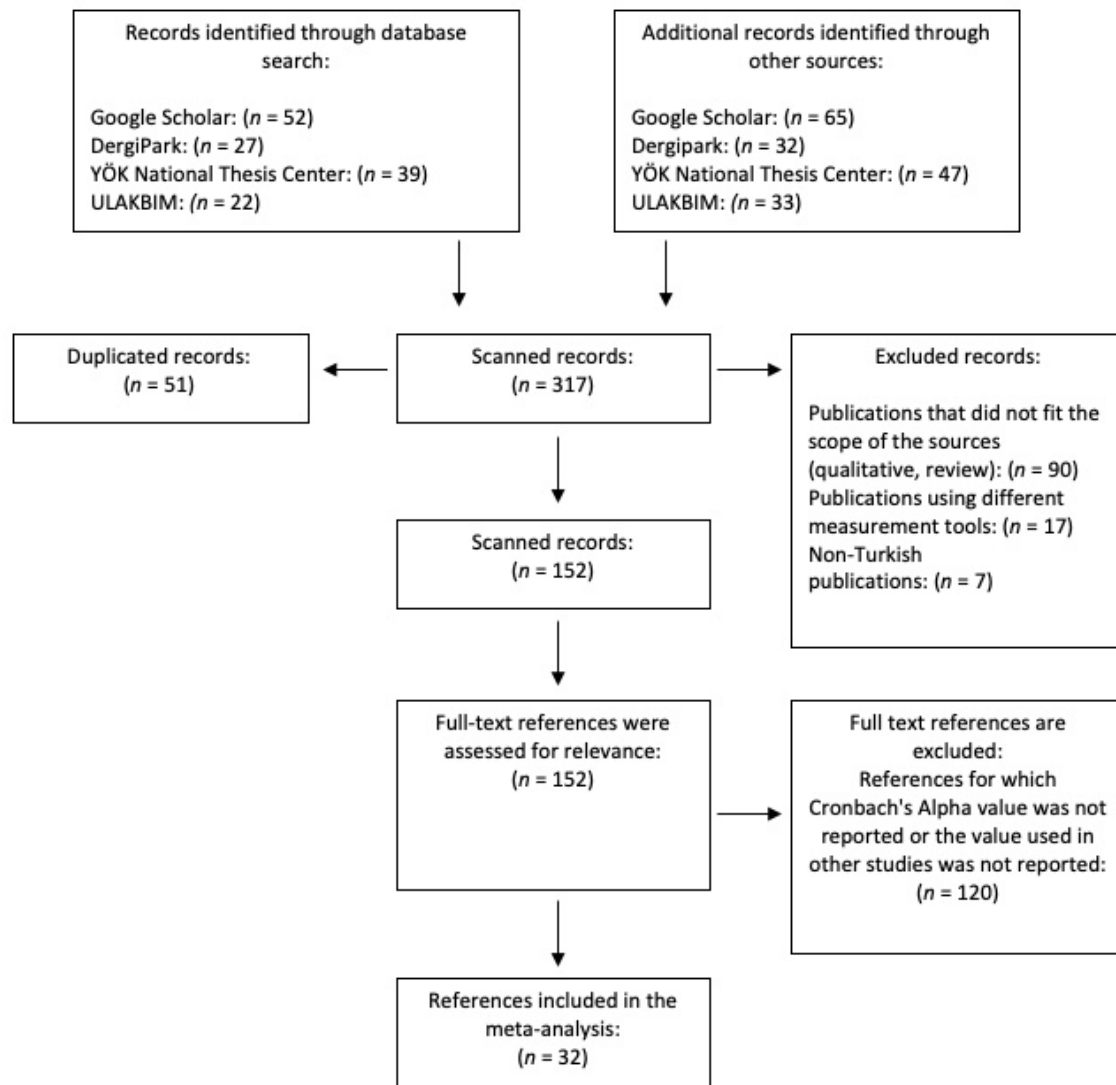 Records identified through database
search:
Google Scholar: (n = 52)
DergiPark: (n = 27)
YÖK National Thesis Center: (n = 39)
ULAKBIM: (n = 22)
Additional records identified through
other sources:
Google Scholar: (n = 65)
Dergipark: (n = 32)
YÖK National Thesis Center: (n = 47)
ULAKBIM: (n = 33)
Duplicated records:
(n = 51)
Scanned records:
(n = 317)
Excluded records:
Publications that did not fit the
scope of the sources
(qualitative, review): (n = 90)
Publications using different
measurement tools: (n = 17)
Non-Turkish
publications: (n = 7)
Scanned records:
(n = 152)
Full-text references were
assessed for relevance:
(n = 152)
Full text references are
excluded:
References for which
Cronbach's Alpha value was not
reported or the value used in
other studies was not reported:
(n = 120)
References included in the
meta-analysis:
(n = 32)